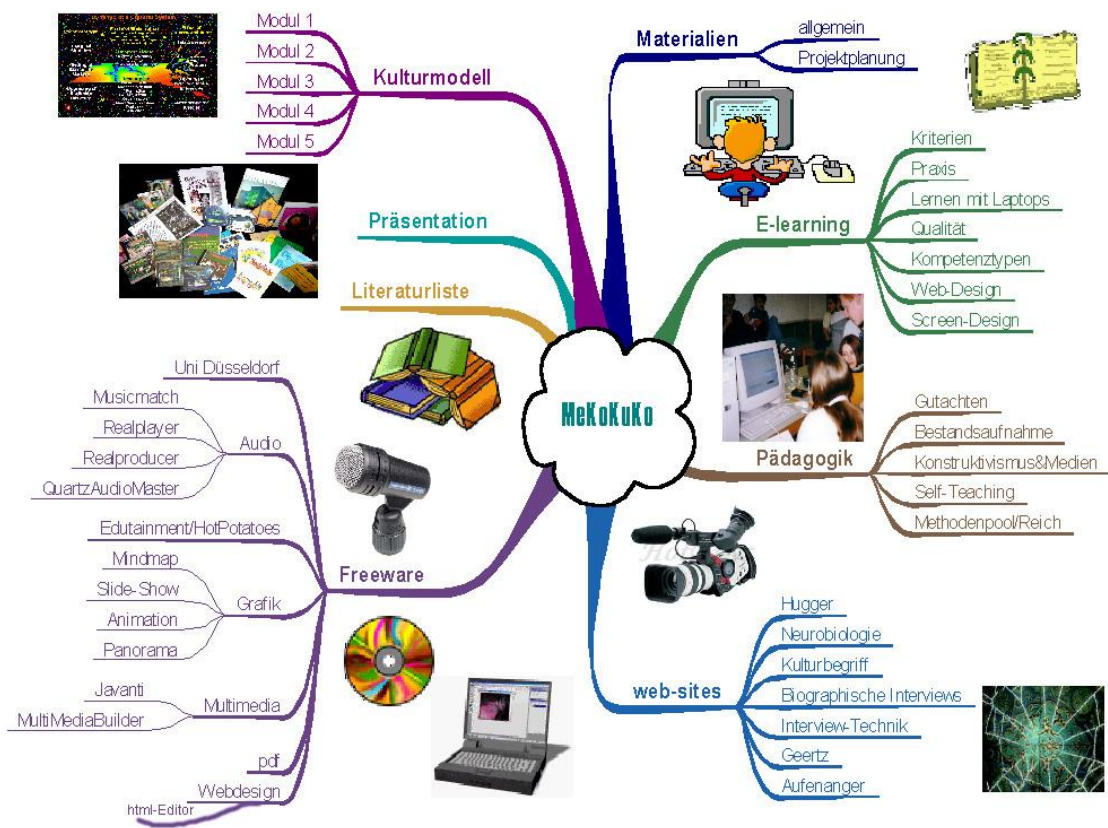 Modul 1
Modul 2
Modul 3
Modul 4
Modul 5
Kulturmodell
Materialien
allgemein
Projektplanung
Präsentation
Literaturliste
E-learning
Kriterien
Praxis
Lernen mit Laptops
Qualität
Kompetenztypen
Web-Design
Screen-Design
MeKoKuKo
Pädagogik
Gutachten
Bestandsaufnahme
Konstruktivismus&Medien
Self-Teaching
Methodenpool/Reich
Freeware
Uni Düsseldorf
Audio
Musicmatch
Realplayer
Realproducer
QuartzAudioMaster
Edutainment/HotPotatoes
Grafik
Mindmap
Slide-Show
Animation
Panorama
Multimedia
Javanti
MultiMediaBuilder
pdf
Webdesign
html-Editor
web-sites
Hugger
Neurobiologie
Kulturbegriff
Biographische Interviews
Interview-Technik
Geertz
Aufenanger